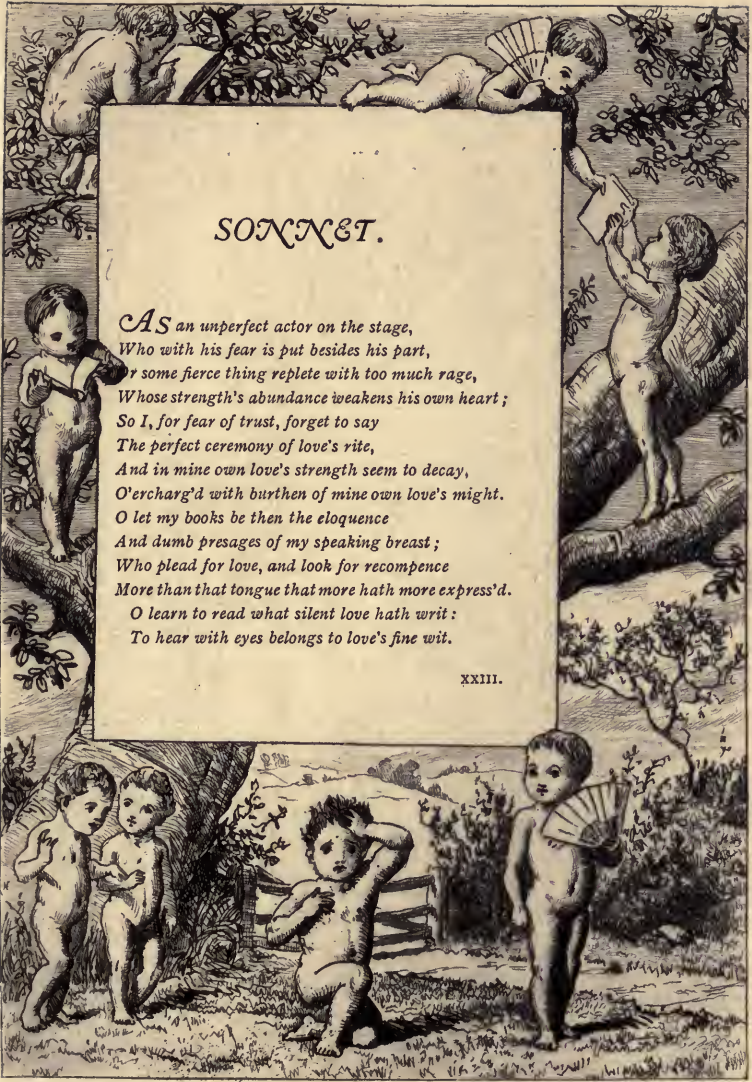 SONNET.
AS an unperfect actor on the stage,
Who with his fear is put besides his part,
Or some fierce thing replete with too much rage,
Whose strength's abundance weakens his own heart;
So I, for fear of trust, forget to say
The perfect ceremony of love's rite,
And in mine own love's strength seem to decay,
O'ercharg'd with burthen of mine own love's might.
O let my books be then the eloquence
And dumb presages of my speaking breast;
Who plead for love, and look for recompence
More than that tongue that more hath more express'd.
O learn to read what silent love hath writ:
To hear with eyes belongs to love's fine wit.
XXIII.